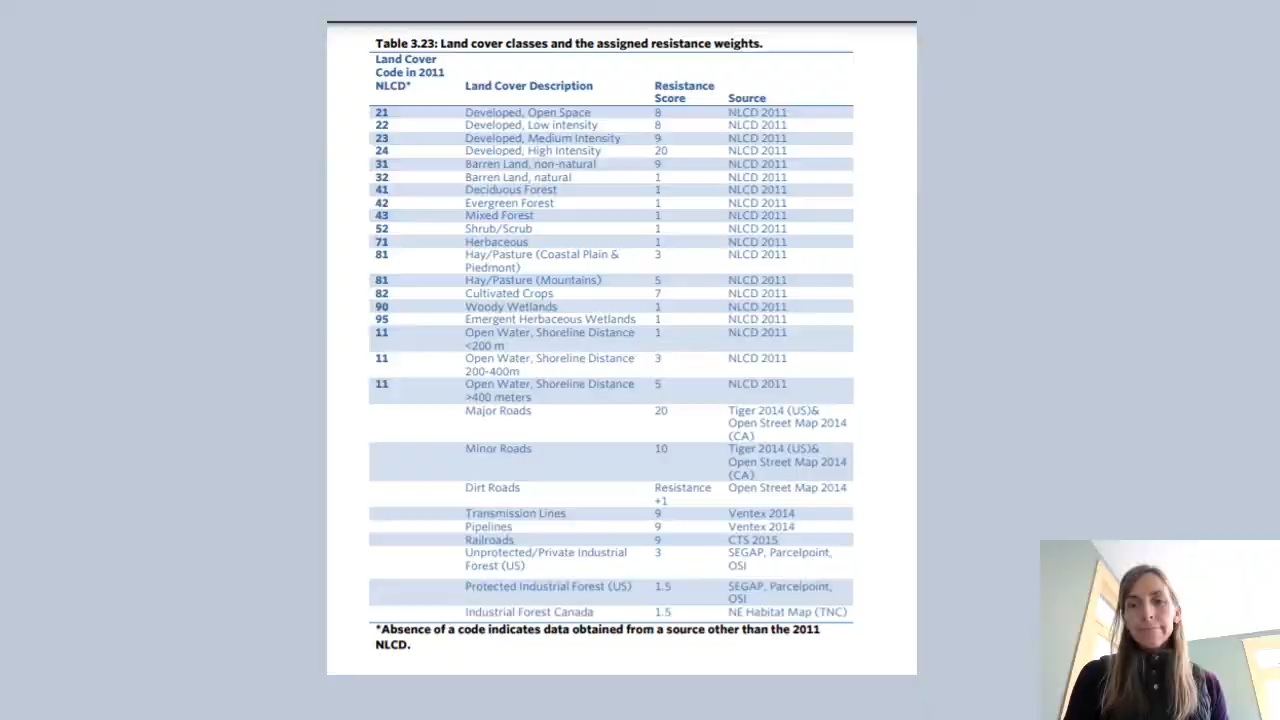 Table 3.23: Land cover classes and the assigned resistance weights.
Land Cover
Code in 2011
NLCD* Land Cover Description Resistance
Score Source
21 Developed, Open Space 8 NLCD 2011
22 Developed, Low intensity 8 NLCD 2011
23 Developed, Medium Intensity 9 NLCD 2011
24 Developed, High Intensity 20 NLCD 2011
31 Barren Land, non-natural 9 NLCD 2011
32 Barren Land, natural 1 NLCD 2011
41 Deciduous Forest 1 NLCD 2011
42 Evergreen Forest 1 NLCD 2011
43 Mixed Forest 1 NLCD 2011
52 Shrub/Scrub 1 NLCD 2011
71 Herbaceous 1 NLCD 2011
81 Hay/Pasture (Coastal Plain & 3 NLCD 2011
Piedmont)
81 Hay/Pasture (Mountains) 5 NLCD 2011
82 Cultivated Crops 7 NLCD 2011
90 Woody Wetlands 1 NLCD 2011
95 Emergent Herbaceous Wetlands 1 NLCD 2011
11 Open Water, Shoreline Distance 1 NLCD 2011
<200 m
11 Open Water, Shoreline Distance 3 NLCD 2011
200-400m
11 Open Water, Shoreline Distance 5 NLCD 2011
>400 meters
Major Roads 20 Tiger 2014 (US)&
Open Street Map 2014
(CA)
Minor Roads 10 Tiger 2014 (US)&
Open Street Map 2014
(CA)
Dirt Roads Resistance Open Street Map 2014
+1
Transmission Lines 9 Ventex 2014
Pipelines 9 Ventex 2014
Railroads 9 CTS 2015
Unprotected/Private Industrial 3 SEGAP, Parcelpoint,
Forest (US) OSI
Protected Industrial Forest (US) 1.5 SEGAP, Parcelpoint,
OSI
Industrial Forest Canada 1.5 NE Habitat Map (TNC)
*Absence of a code indicates data obtained from a source other than the 2011
NLCD.